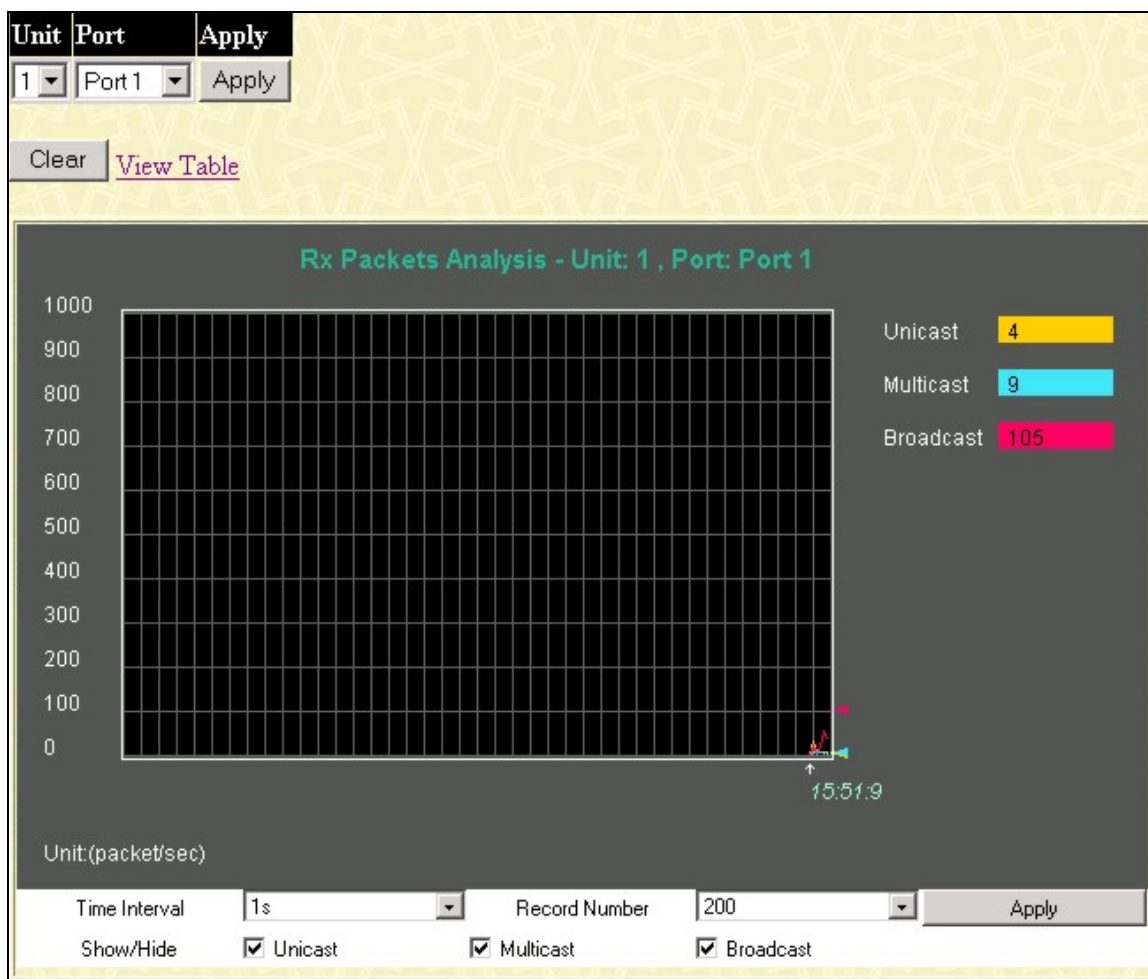 Unit Port Apply
1 Port 1 Apply
Clear View Table
Rx Packets Analysis - Unit: 1 , Port: Port 1
1000
900
800
700
600
500
400
300
200
100
0
Unicast 4
Multicast 9
Broadcast 105
15:51:9
Unit:(packet/sec)
Time Interval 1s Record Number 200 Apply
Show/Hide Unicast Multicast Broadcast